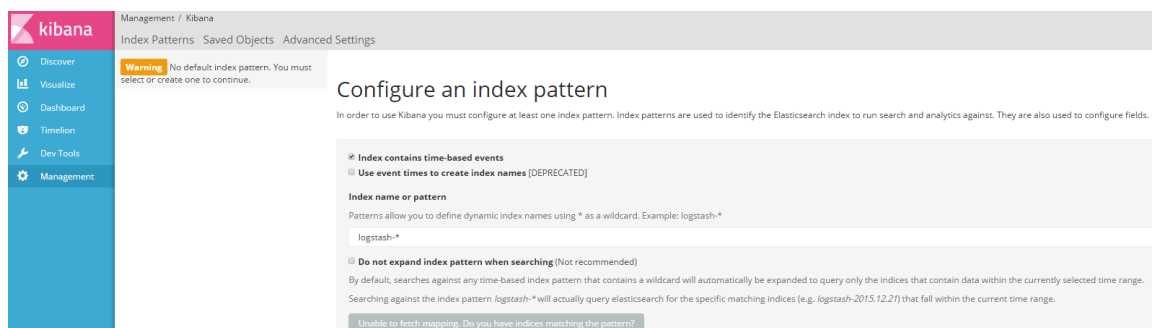 kibana
Management / Kibana
Index Patterns Saved Objects Advanced Settings
Discover
Visualize
Dashboard
Timelion
Dev Tools
Management
Warning No default index pattern. You must
select or create one to continue.
Configure an index pattern
In order to use Kibana you must configure at least one index pattern. Index patterns are used to identify the Elasticsearch index to run search and analytics against. They are also used to configure fields.
Index contains time-based events
Use event times to create index names [DEPRECATED]
Index name or pattern
Patterns allow you to define dynamic index names using * as a wildcard. Example: logstash-*
logstash-*
Do not expand index pattern when searching (Not recommended)
By default, searches against any time-based index pattern that contains a wildcard will automatically be expanded to query only the indices that contain data within the currently selected time range.
Searching against the index pattern logstash-* will actually query elasticsearch for the specific matching indices (e.g. logstash-2015.12.21) that fall within the current time range.
Unable to fetch mapping. Do you have indices matching the pattern?